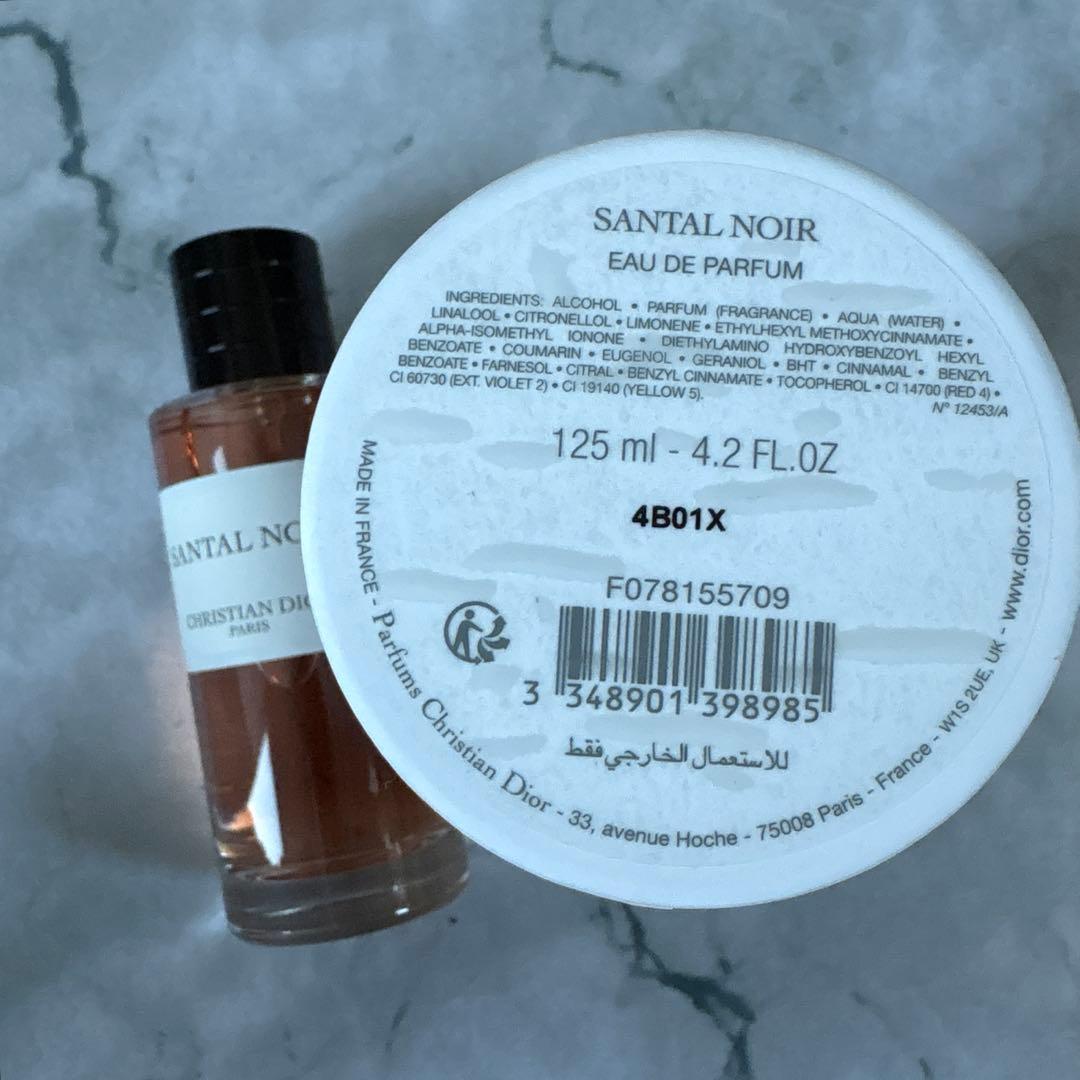 SANTAL NOIR
EAU DE PARFUM
INGREDIENTS: ALCOHOL • PARFUM (FRAGRANCE) • AQUA (WATER) •
LINALOOL • CITRONELLOL • LIMONENE • ETHYLHEXYL METHOXYCINNAMATE •
ALPHA-ISOMETHYL IONONE • DIETHYLAMINO HYDROXYBENZOYL HEXYL
BENZOATE • COUMARIN • EUGENOL • GERANIOL • BHT • CINNAMAL • BENZYL
BENZOATE • FARNESOL • CITRAL • BENZYL CINNAMATE • TOCOPHEROL • CI 14700 (RED 4) •
CI 60730 (EXT. VIOLET 2) • CI 19140 (YELLOW 5).
N° 12453/A
125 ml - 4.2 FL.OZ
4B01X
F078155709
3 348901 398985
للاستعمال الخارجي فقط
MADE IN FRANCE - Parfums Christian Dior - 33, avenue Hoche - 75008 Paris - France - W1S 2UE, UK - www.dior.com
SANTAL NO
CHRISTIAN DIO
PARIS